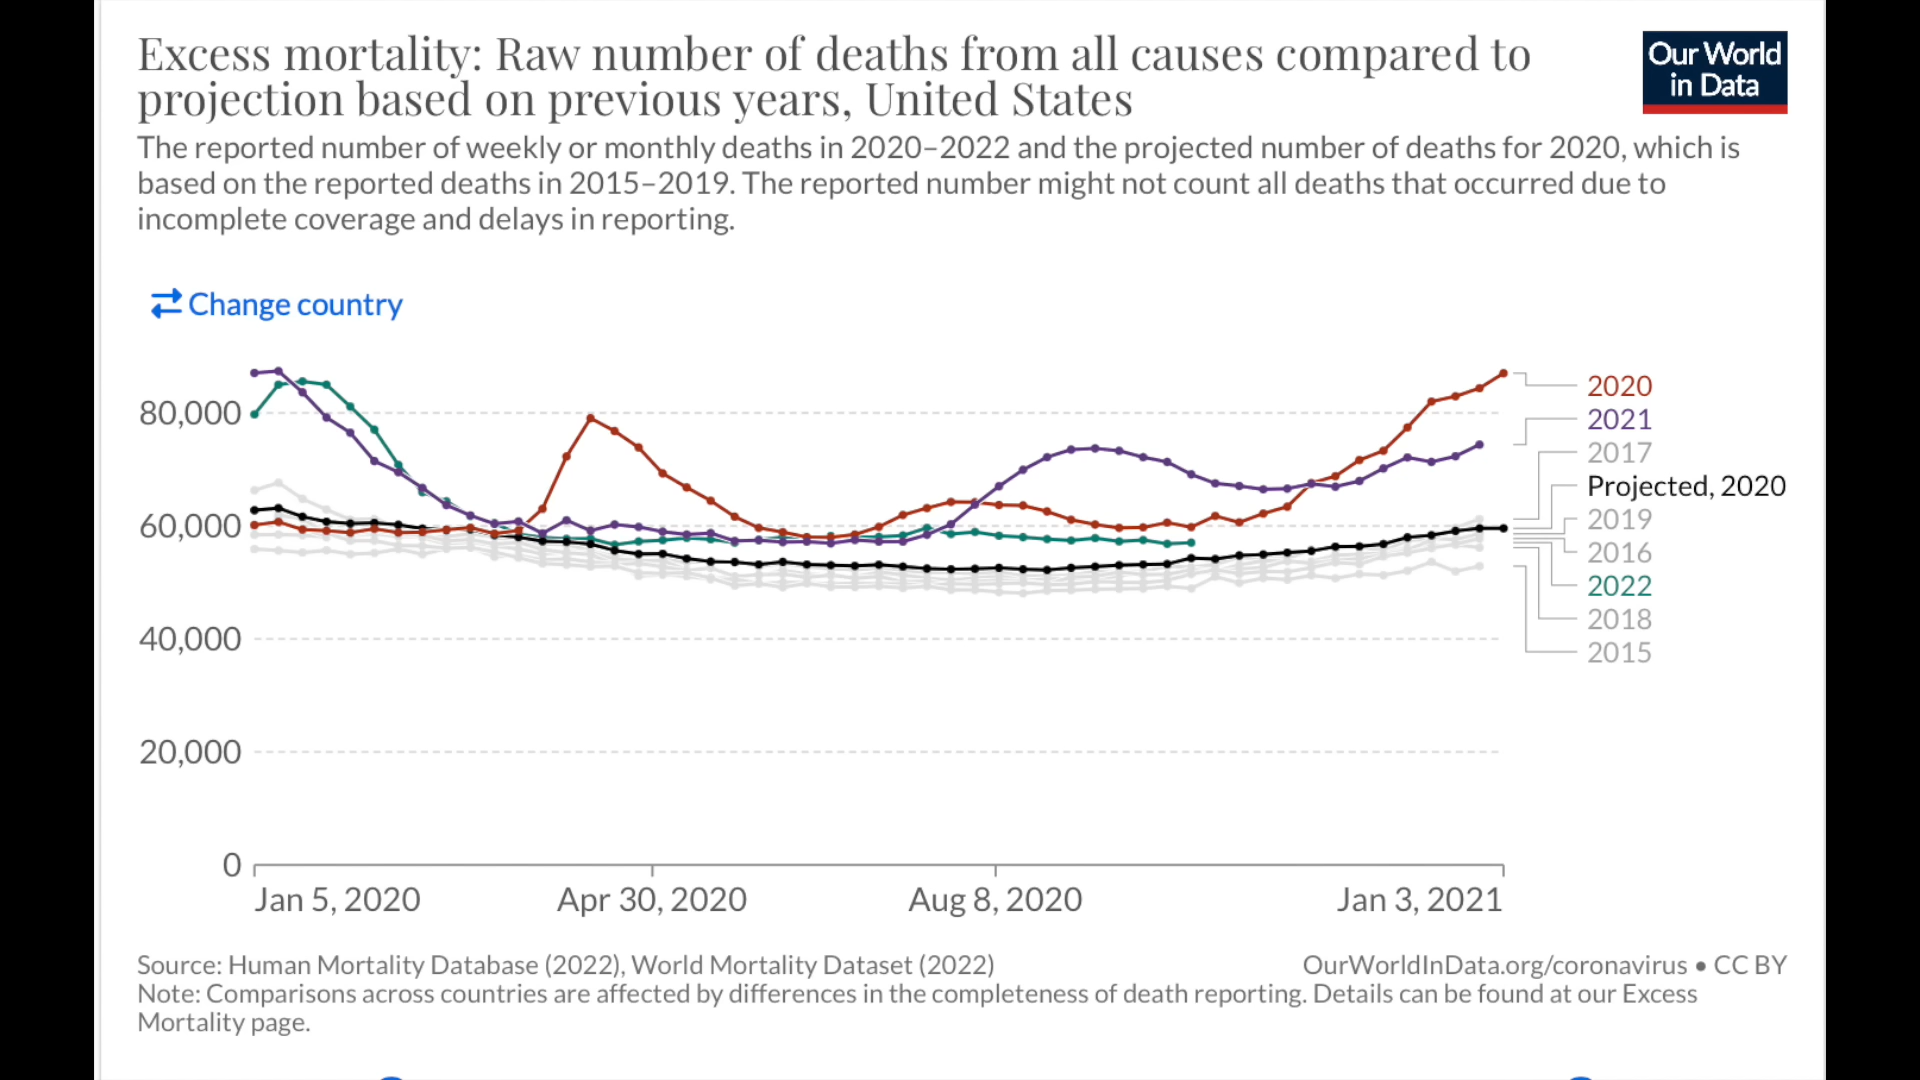 Excess mortality: Raw number of deaths from all causes compared to
projection based on previous years, United States
Our World
in Data
The reported number of weekly or monthly deaths in 2020–2022 and the projected number of deaths for 2020, which is
based on the reported deaths in 2015–2019. The reported number might not count all deaths that occurred due to
incomplete coverage and delays in reporting.
Change country
80,000
60,000
40,000
20,000
0
2020
2021
2017
Projected, 2020
2019
2016
2022
2018
2015
Jan 5, 2020
Apr 30, 2020
Aug 8, 2020
Jan 3, 2021
Source: Human Mortality Database (2022), World Mortality Dataset (2022)
OurWorldInData.org/coronavirus • CC BY
Note: Comparisons across countries are affected by differences in the completeness of death reporting. Details can be found at our Excess
Mortality page.